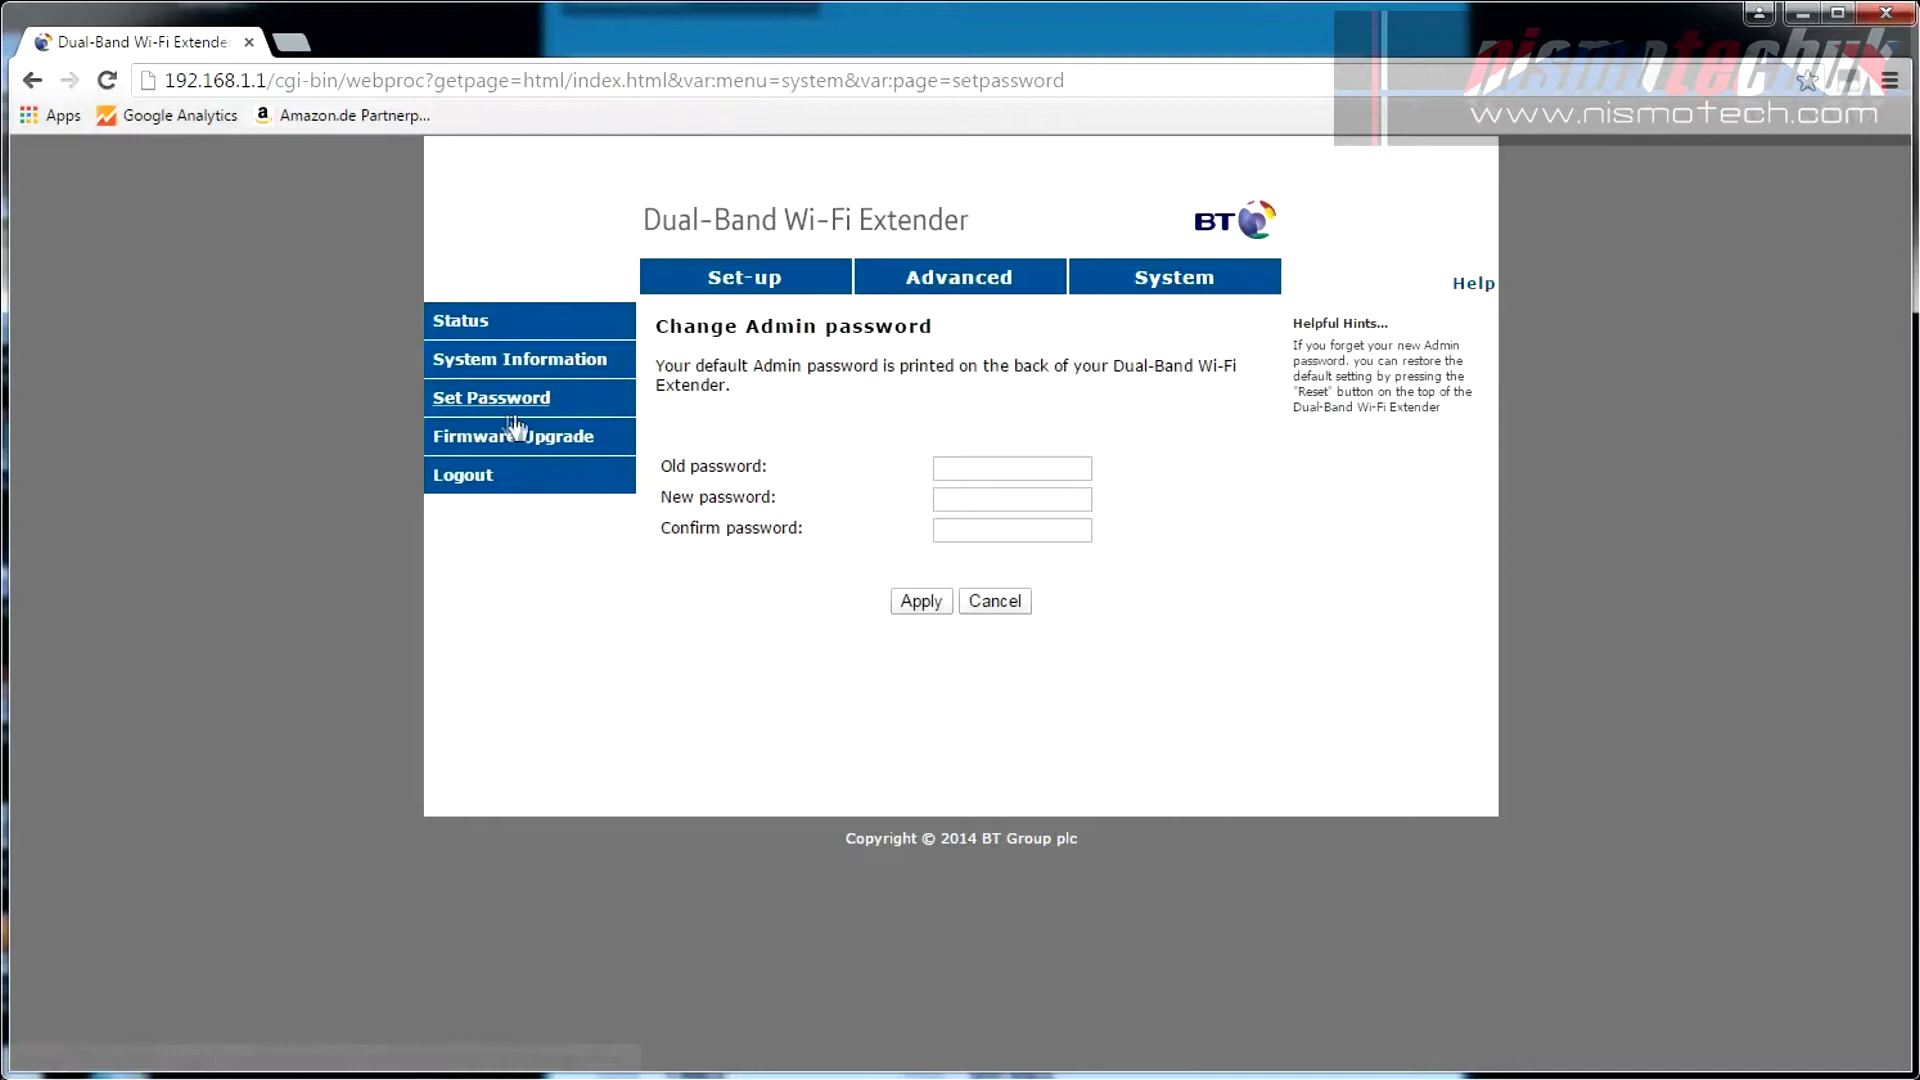 Dual-Band Wi-Fi Extender
192.168.1.1/cgi-bin/webproc?getpage=html/index.html&var:menu=system&var:page=setpassword
Apps Google Analytics Amazon.de Partnerp...
nismotechuk
www.nismotech.com
Dual-Band Wi-Fi Extender BT
Set-up Advanced System
Help
Status
System Information
Set Password
Firmware Upgrade
Logout
Change Admin password
Your default Admin password is printed on the back of your Dual-Band Wi-Fi
Extender.
Old password:
New password:
Confirm password:
Apply Cancel
Helpful Hints...
If you forget your new Admin
password, you can restore the
default setting by pressing the
"Reset" button on the top of the
Dual-Band Wi-Fi Extender
Copyright © 2014 BT Group plc